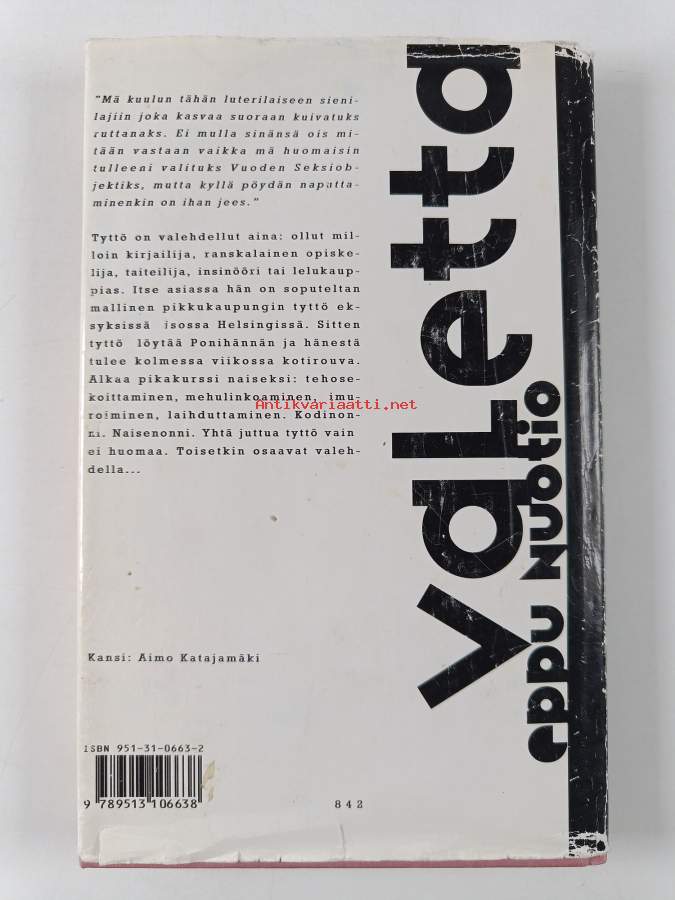 "Mä kuulun tähän luterilaiseen sieni-
lajiin joka kasvaa suoraan kuivatuks
ruttanaks. Ei mulla sinänsä ois mi-
tään vastaan vaikka mä huomaisin
tulleeni valituks Vuoden Seksiob-
jektiks, mutta kyllä pöydän napatta-
minenkin on ihan jees."
Tyttö on valehdellut aina: ollut mil-
loin kirjailija, ranskalainen opiske-
lija, taiteilija, insinööri tai lelukaup-
pias. Itse asiassa hän on soputeltan
mallinen pikkukaupungin tyttö ek-
syksissä isossa Helsingissä. Sitten
tyttö löytää Ponihännän ja hänestä
tulee kolmessa viikossa kotirouva.
Alkaa pikakurssi naiseksi: tehose-
koittaminen, mehulinkoaminen, imu-
roiminen, laihduttaminen. Kodinon-
ni. Naisenonni. Yhtä juttua tyttö vain
ei huomaa. Toisetkin osaavat valeh-
della...
Antikvariaatti.net
Kansi: Aimo Katajamäki
ISBN 951-31-0663-2
9 789513 106638
842
vaLetta
eppu nuotio